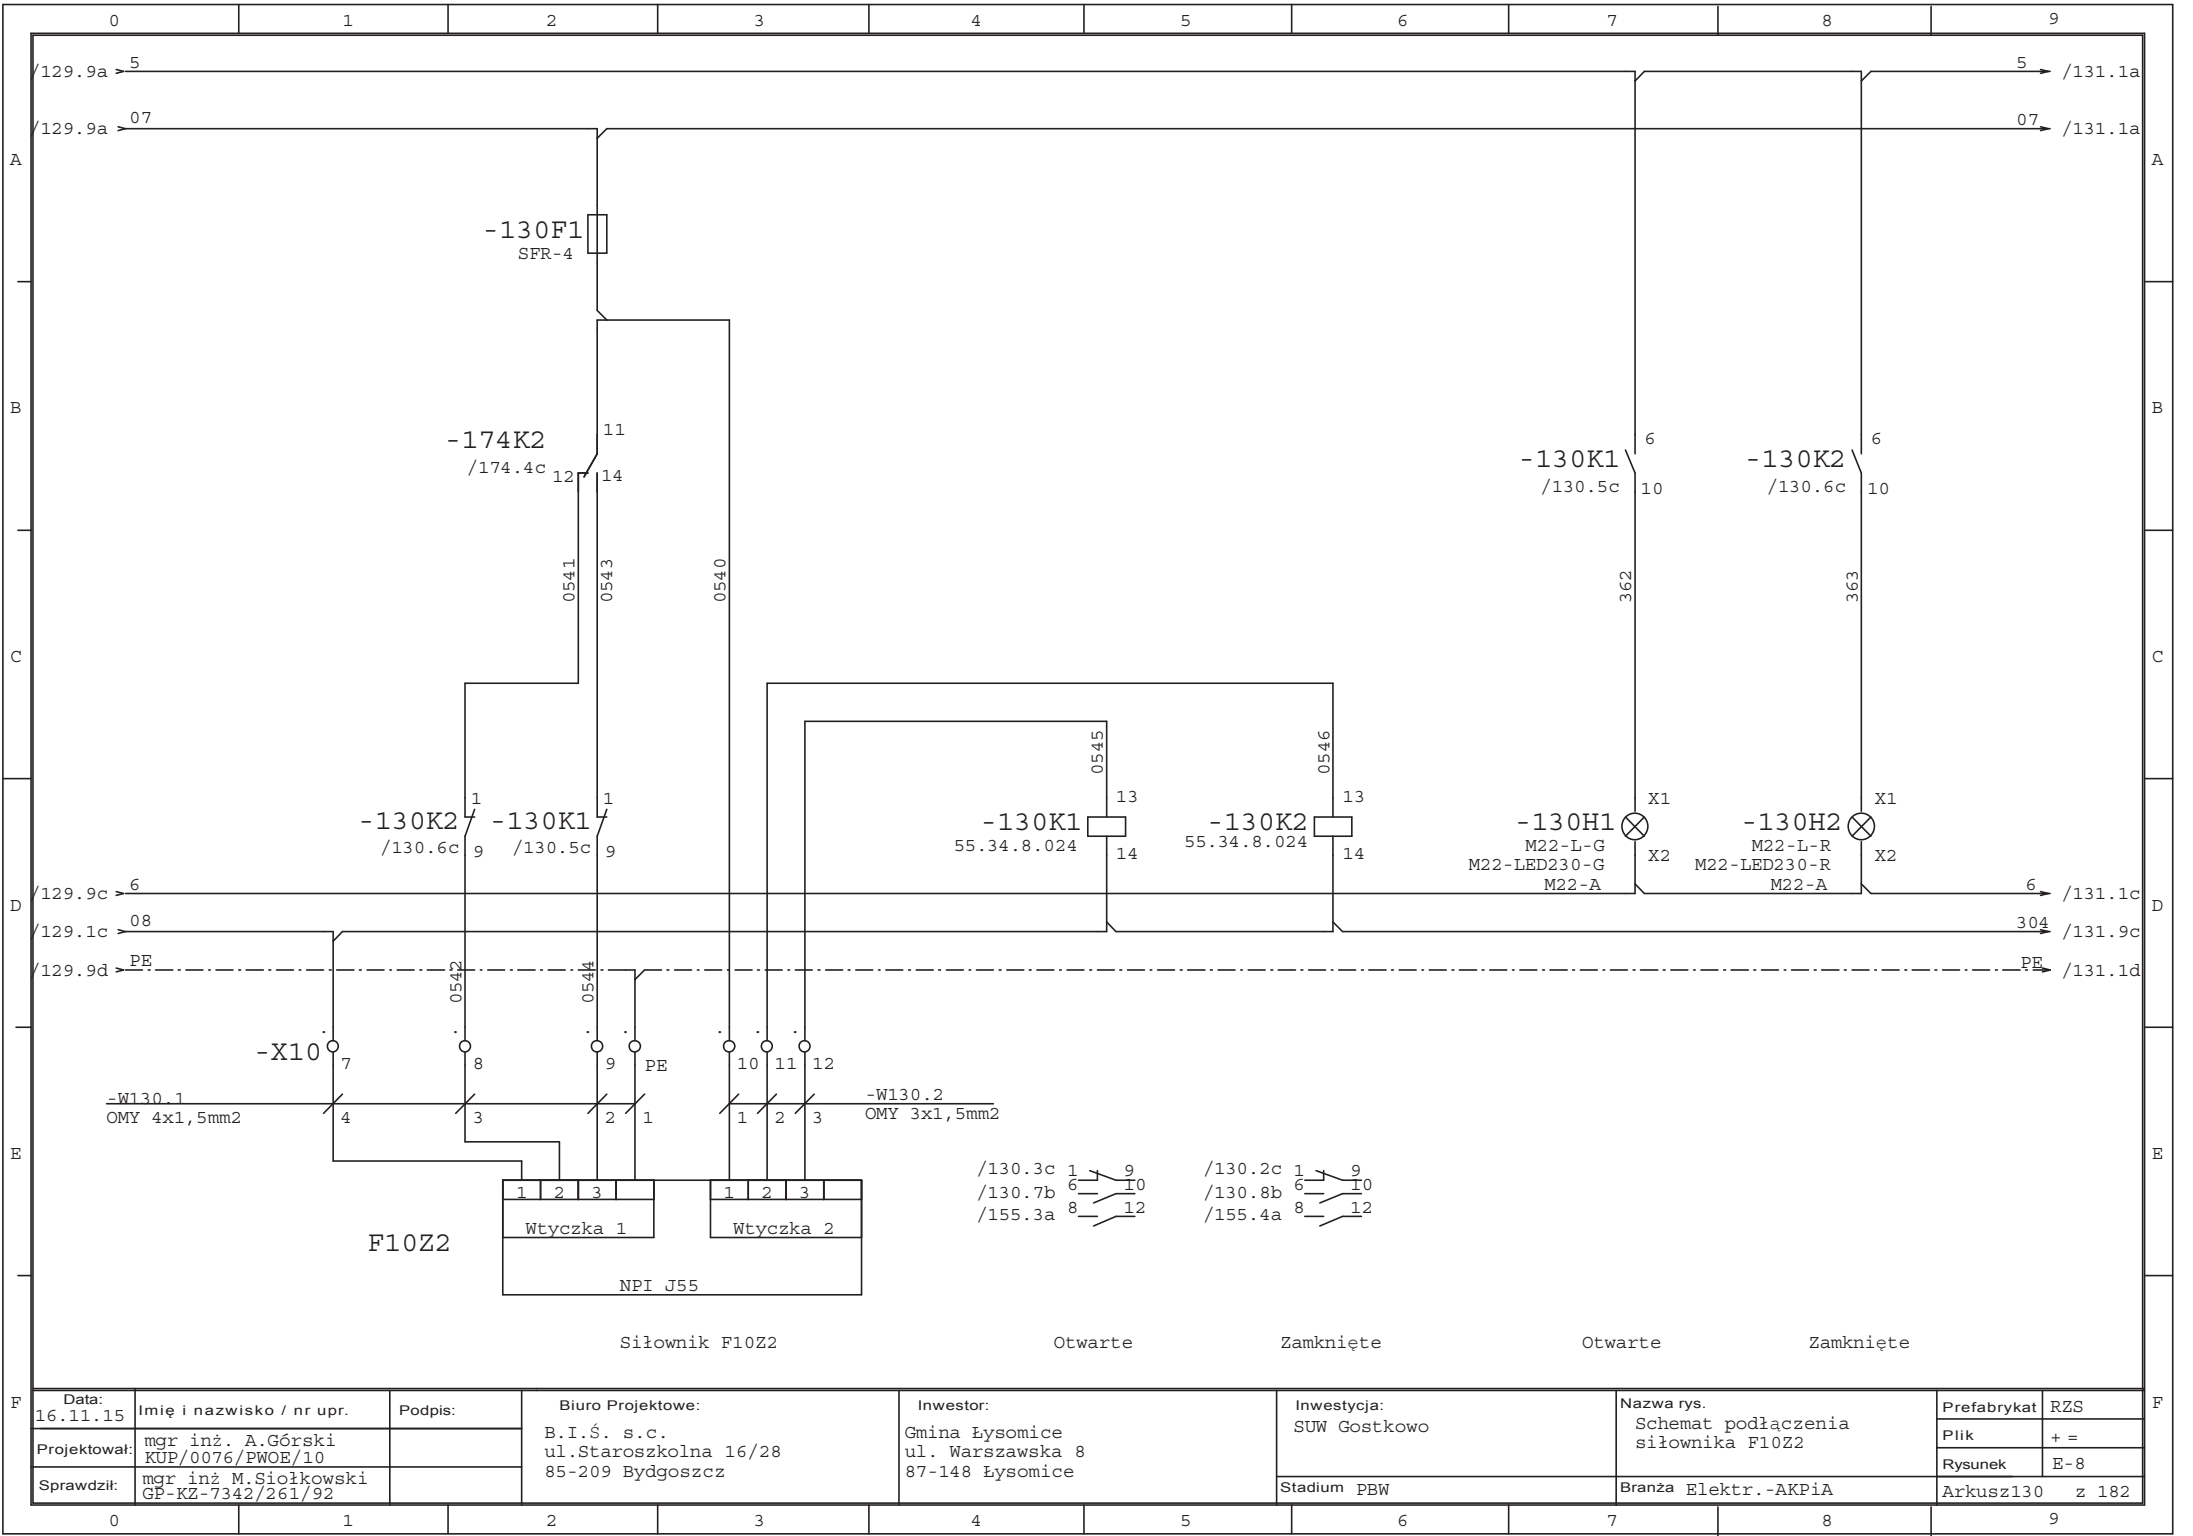 0 1 2 3 4 5 6 7 8 9
/129.9a 5 5 /131.1a
/129.9a 07 07 /131.1a
A A
-130F1
SFR-4
B B
-174K2 11
/174.4c 12 14
-130K1 6
/130.5c 10
-130K2 6
/130.6c 10
0541 0543 0540 362 363
C C
0545 0546
-130K2 1
/130.6c 9
-130K1 1
/130.5c 9
13
-130K1
55.34.8.024
14
13
-130K2
55.34.8.024
14
X1
-130H1
M22-L-G
M22-LED230-G
M22-A
X2
X1
-130H2
M22-L-R
M22-LED230-R
M22-A
X2
/129.9c 6 6 /131.1c
D D
/129.1c 08 304 /131.9c
/129.9d PE PE /131.1d
0542 0544
-X10 7 8 9 PE 10 11 12
-W130.1
OMY 4x1,5mm2
4 3 2 1 1 2 3
-W130.2
OMY 3x1,5mm2
E E
/130.3c 1 9
/130.7b 6 10
/155.3a 8 12
/130.2c 1 9
/130.8b 6 10
/155.4a 8 12
1 2 3 1 2 3
Wtyczka 1 Wtyczka 2
F10Z2
NPI J55
Siłownik F10Z2 Otwarte Zamknięte Otwarte Zamknięte
F F
Data:
16.11.15
Imię i nazwisko / nr upr.
Podpis:
Projektował:
mgr inż. A.Górski
KUP/0076/PWOE/10
Sprawdził:
mgr inż M.Siołkowski
GP-KZ-7342/261/92
Biuro Projektowe:
B.I.Ś. s.c.
ul.Staroszkolna 16/28
85-209 Bydgoszcz
Inwestor:
Gmina Łysomice
ul. Warszawska 8
87-148 Łysomice
Inwestycja:
SUW Gostkowo
Stadium PBW
Nazwa rys.
Schemat podłączenia
siłownika F10Z2
Branża Elektr.-AKPiA
Prefabrykat RZS
Plik + =
Rysunek E-8
Arkusz130 z 182
0 1 2 3 4 5 6 7 8 9